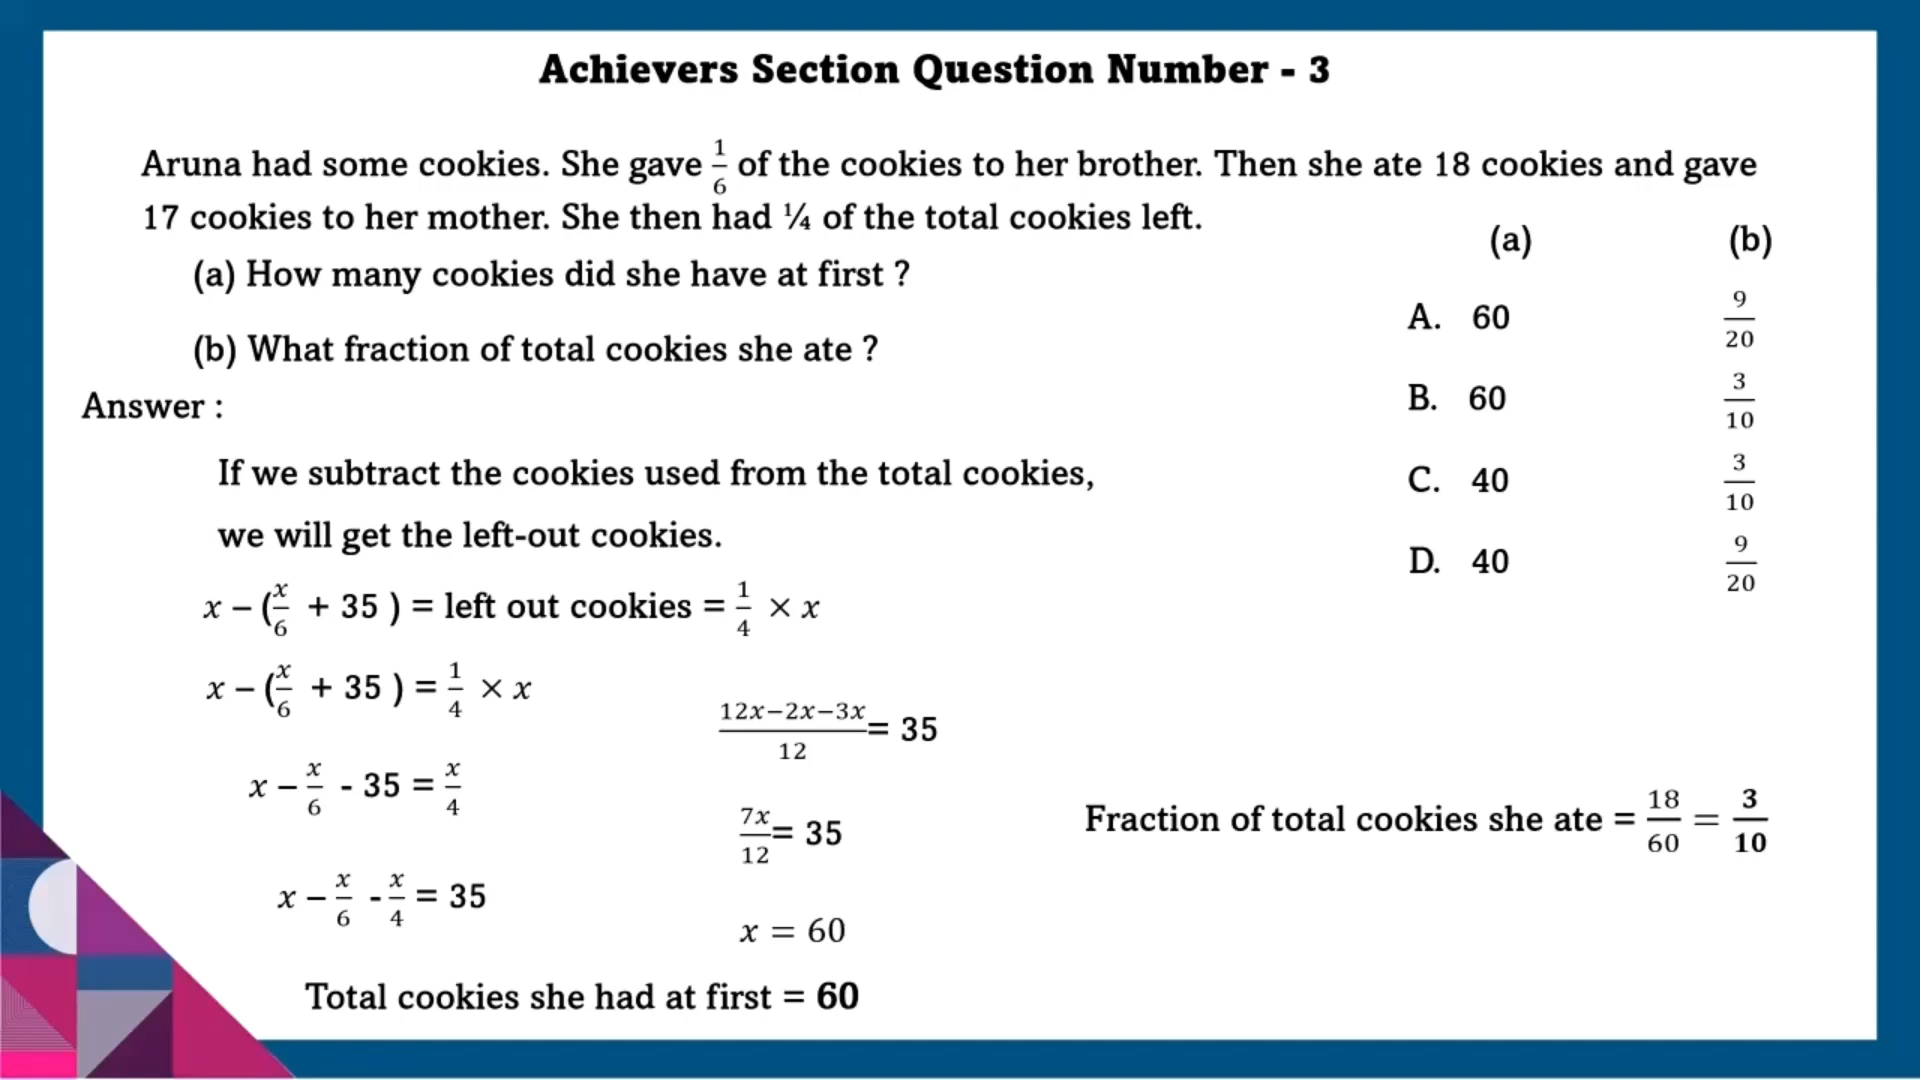 Achievers Section Question Number - 3
Aruna had some cookies. She gave 1/6 of the cookies to her brother. Then she ate 18 cookies and gave
17 cookies to her mother. She then had ¼ of the total cookies left.
(a) How many cookies did she have at first ?
(b) What fraction of total cookies she ate ?
(a) (b)
A. 60 9/20
B. 60 3/10
C. 40 3/10
D. 40 9/20
Answer :
If we subtract the cookies used from the total cookies,
we will get the left-out cookies.
x – (x/6 + 35 ) = left out cookies = 1/4 × x
x – (x/6 + 35 ) = 1/4 × x
x – x/6 - 35 = x/4
x – x/6 - x/4 = 35
12x–2x–3x/12 = 35
7x/12 = 35
x = 60
Total cookies she had at first = 60
Fraction of total cookies she ate = 18/60 = 3/10